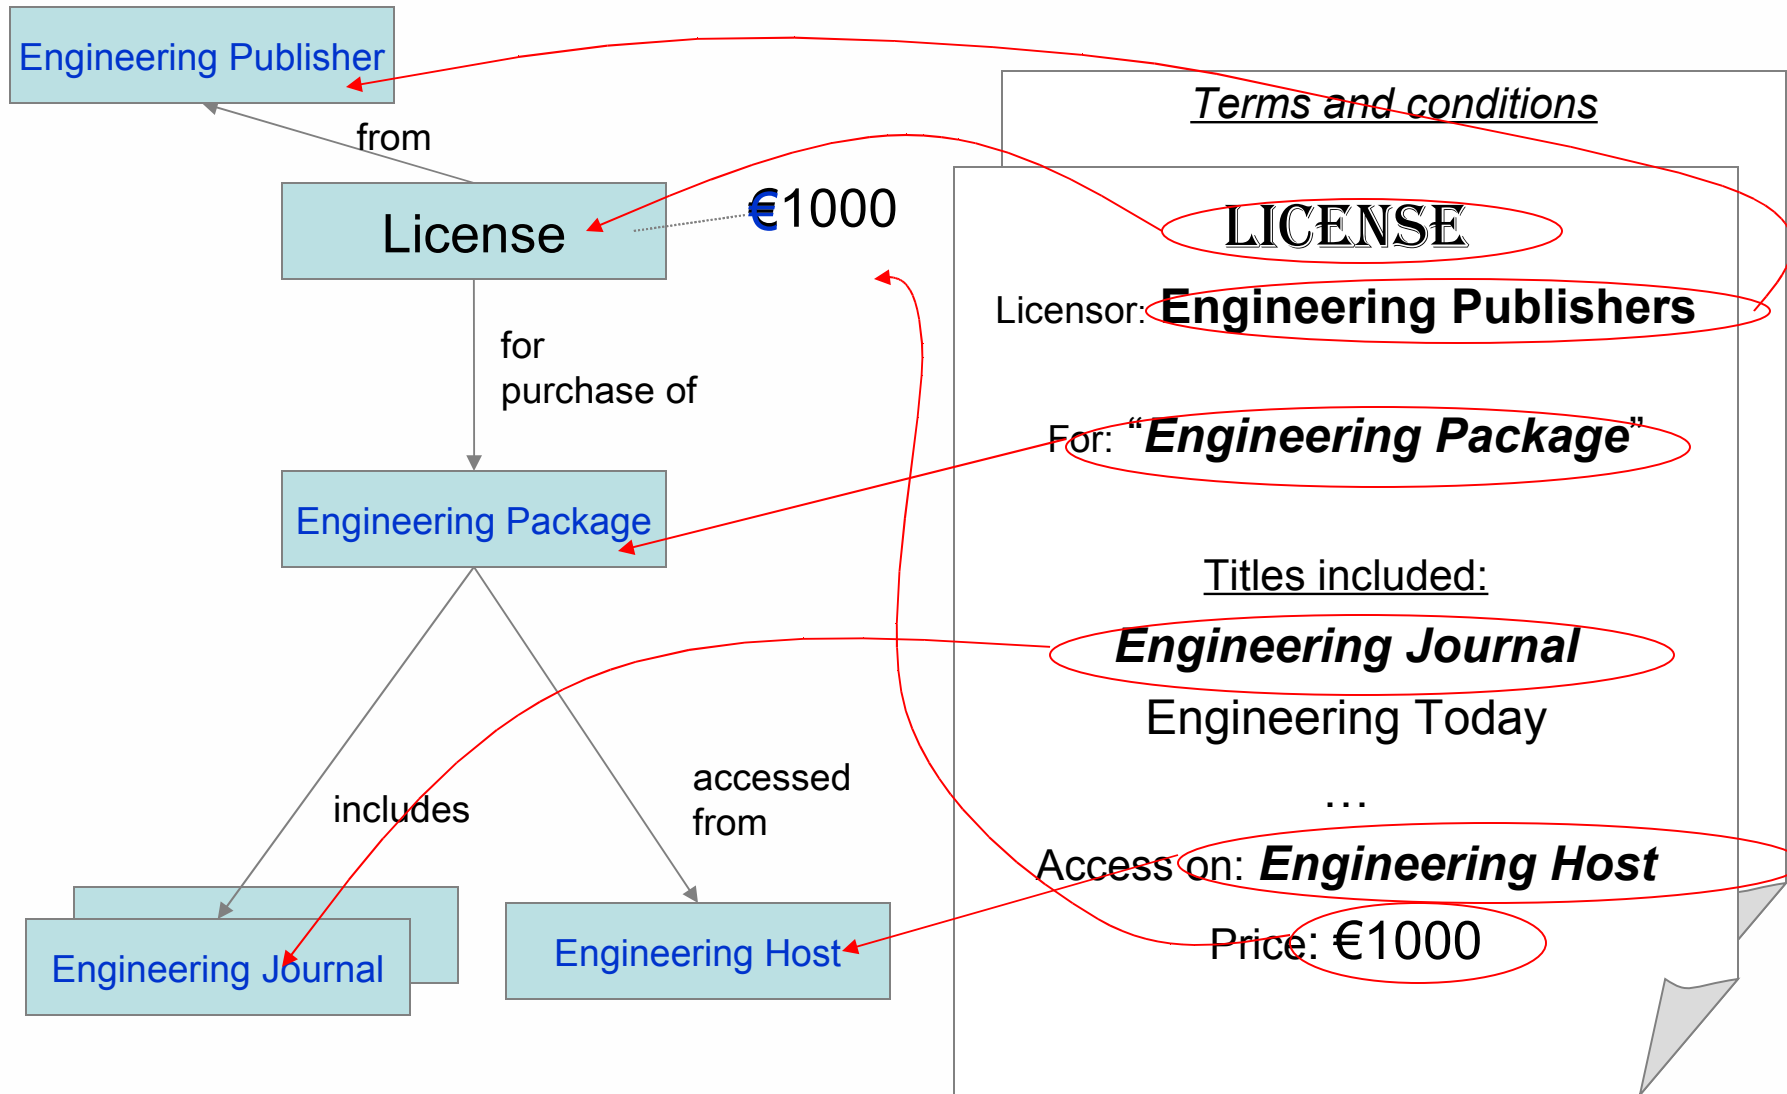 Engineering Publisher
from
License
€1000
for
purchase of
Engineering Package
includes
accessed
from
Engineering Journal
Engineering Host
Terms and conditions
LICENSE
Licensor: Engineering Publishers
For: “Engineering Package”
Titles included:
Engineering Journal
Engineering Today
…
Access on: Engineering Host
Price: €1000